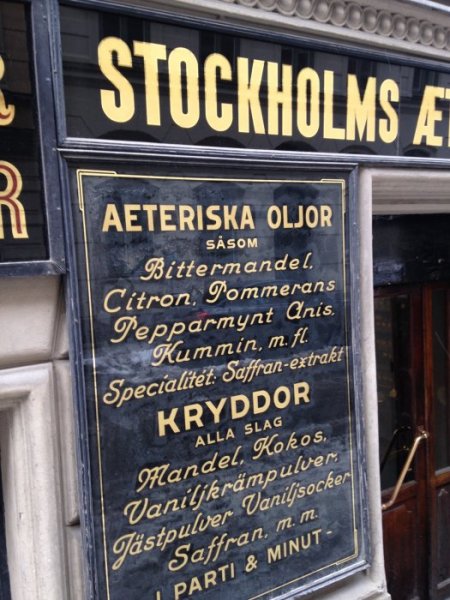 STOCKHOLMS ÆT
AETERISKA OLJOR
SÅSOM
Bittermandel,
Citron, Pommerans
Pepparmynt Anis,
Kummin, m. fl.
Specialitét: Saffran-extrakt
KRYDDOR
ALLA SLAG
Mandel, Kokos,
Vaniljkrämpulver,
Jästpulver Vaniljsocker
Saffran, m. m.
I PARTI & MINUT -
R